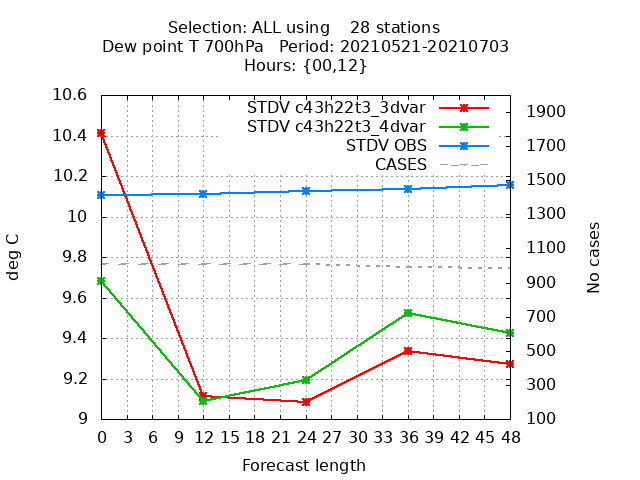 Selection: ALL using    28 stations
Dew point T 700hPa   Period: 20210521-20210703
Hours: {00,12}
STDV c43h22t3_3dvar
STDV c43h22t3_4dvar
STDV OBS
CASES
10.6
10.4
10.2
10
9.8
9.6
9.4
9.2
9
deg C
1900
1700
1500
1300
1100
900
700
500
300
100
No cases
0 3 6 9 12 15 18 21 24 27 30 33 36 39 42 45 48
Forecast length